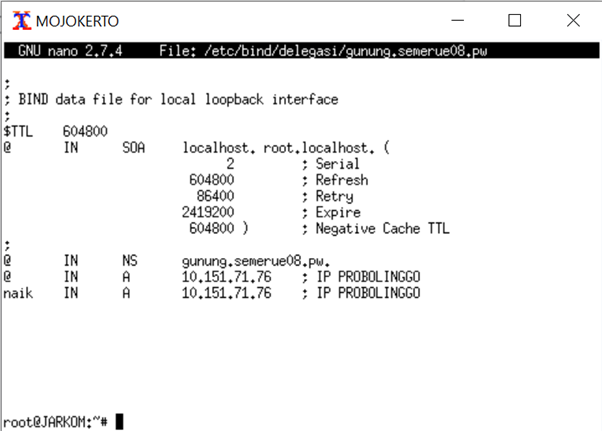 MOJOKERTO
GNU nano 2.7.4     File: /etc/bind/delegasi/gunung.semerue08.pw
;
; BIND data file for local loopback interface
;
$TTL    604800
@       IN      SOA     localhost. root.localhost. (
                              2         ; Serial
                         604800         ; Refresh
                          86400         ; Retry
                        2419200         ; Expire
                         604800 )       ; Negative Cache TTL
;
@       IN      NS      gunung.semerue08.pw.
@       IN      A       10.151.71.76    ; IP PROBOLINGGO
naik    IN      A       10.151.71.76    ; IP PROBOLINGGO
root@JARKOM:~#